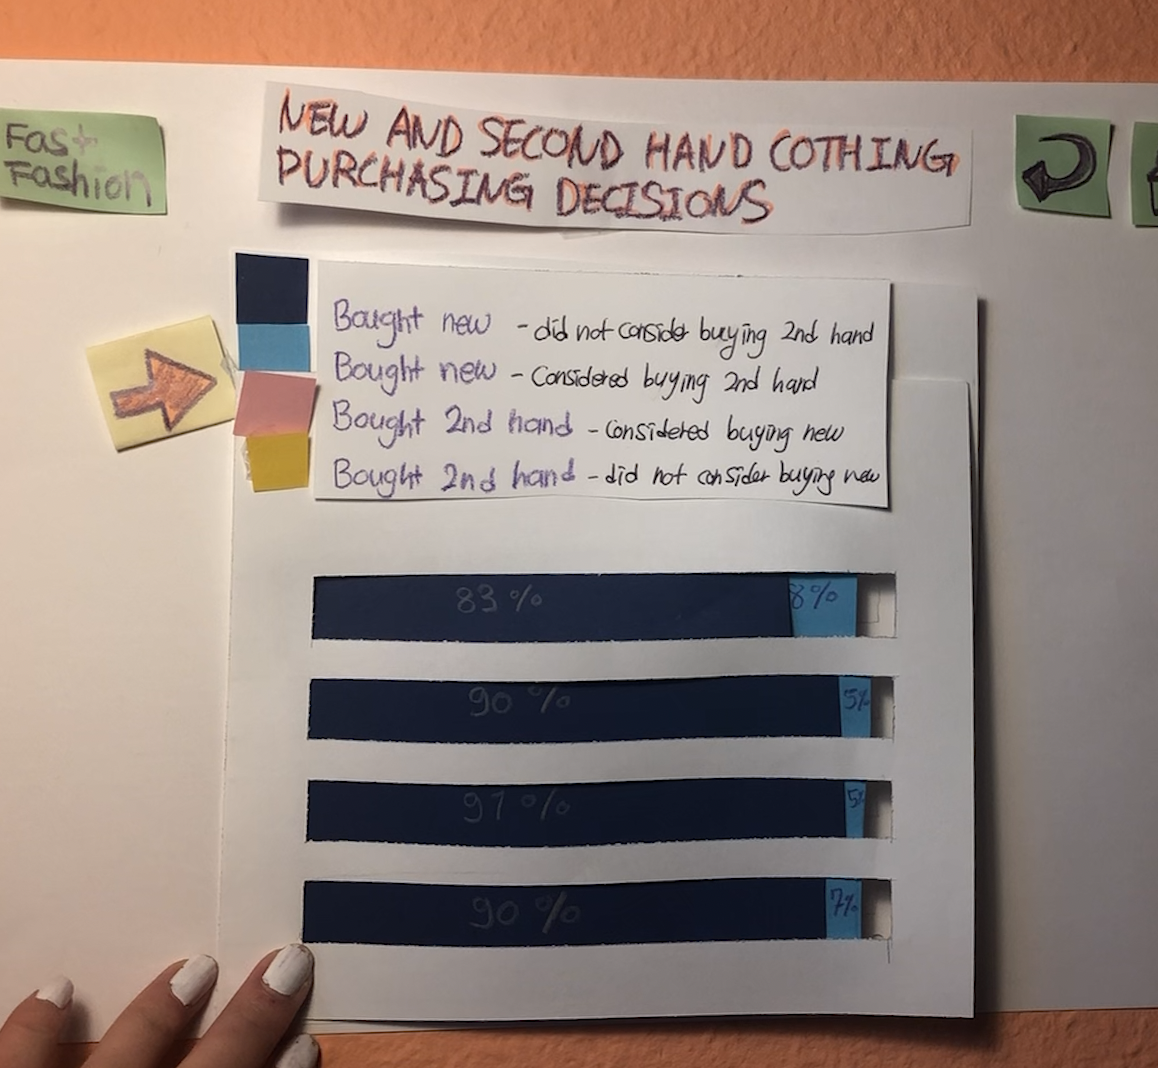 Fast
Fashion
NEW AND SECOND HAND COTHING
PURCHASING DECISIONS
Bought new - did not consider buying 2nd hand
Bought new - Considered buying 2nd hand
Bought 2nd hand - Considered buying new
Bought 2nd hand - did not consider buying new
83% 8%
90% 5%
91% 5%
90% 7%